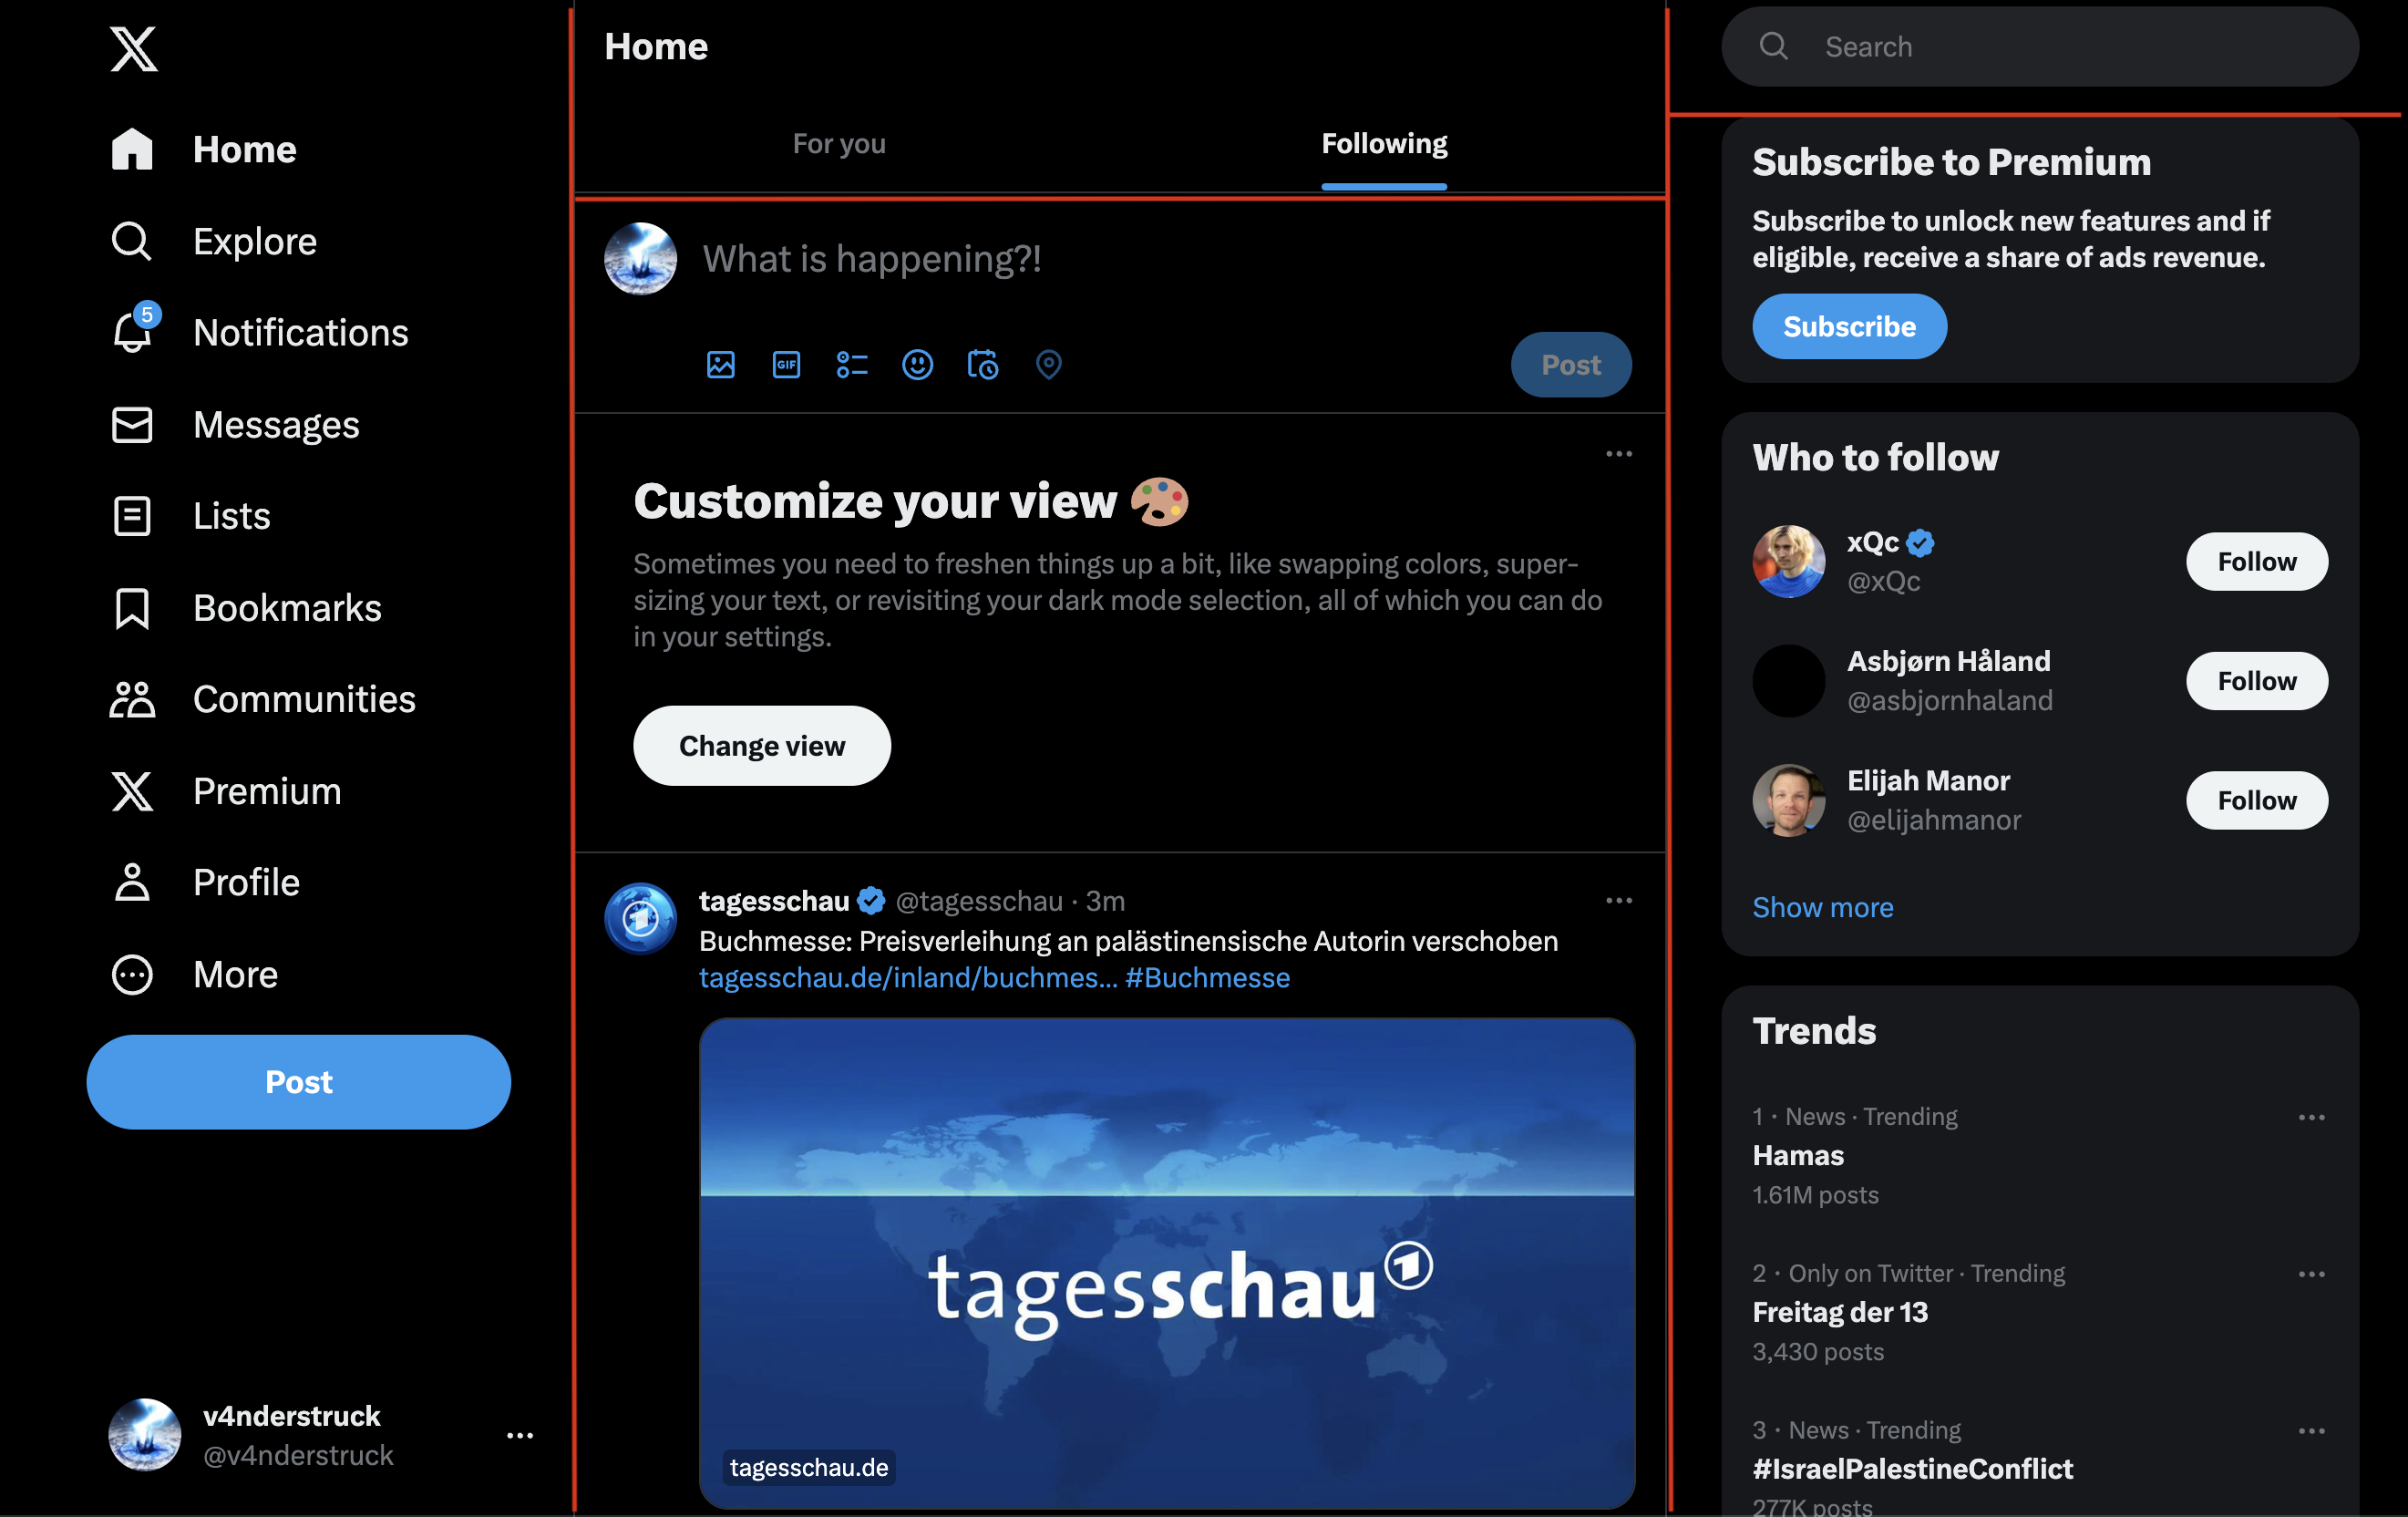 Home
Explore
5
Notifications
Messages
Lists
Bookmarks
Communities
Premium
Profile
More
Post
v4nderstruck
@v4nderstruck
Home
For you
Following
What is happening?!
GIF
Post
Customize your view
Sometimes you need to freshen things up a bit, like swapping colors, super-
sizing your text, or revisiting your dark mode selection, all of which you can do
in your settings.
Change view
tagesschau @tagesschau · 3m
Buchmesse: Preisverleihung an palästinensische Autorin verschoben
tagesschau.de/inland/buchmes... #Buchmesse
tagesschau
tagesschau.de
Search
Subscribe to Premium
Subscribe to unlock new features and if
eligible, receive a share of ads revenue.
Subscribe
Who to follow
xQc
@xQc
Follow
Asbjørn Håland
@asbjornhaland
Follow
Elijah Manor
@elijahmanor
Follow
Show more
Trends
1 · News · Trending
Hamas
1.61M posts
2 · Only on Twitter · Trending
Freitag der 13
3,430 posts
3 · News · Trending
#IsraelPalestineConflict
277K posts